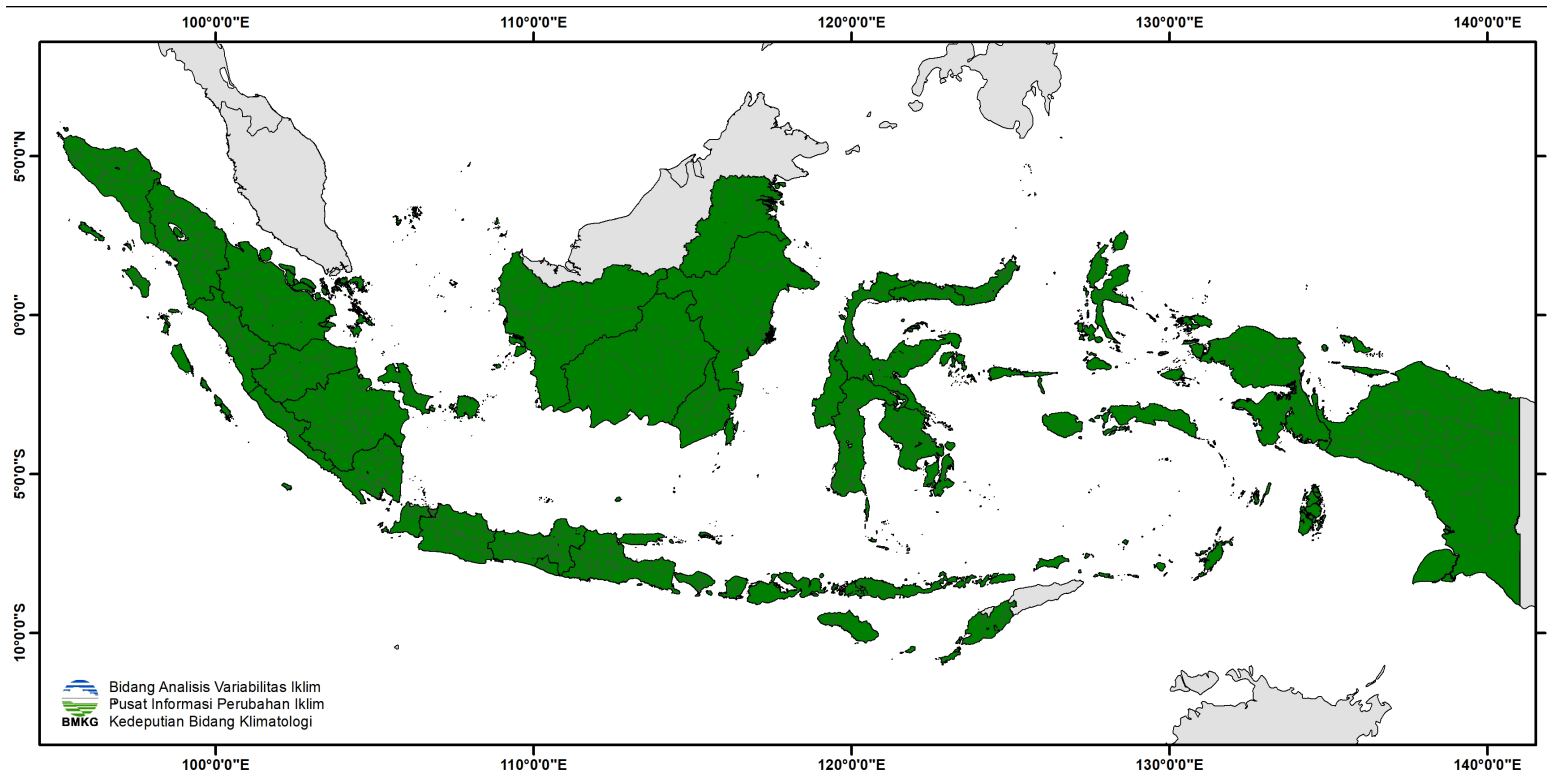 100°0'0"E 110°0'0"E 120°0'0"E 130°0'0"E 140°0'0"E
5°0'0"N
0°0'0"
5°0'0"S
10°0'0"S
Bidang Analisis Variabilitas Iklim
Pusat Informasi Perubahan Iklim
BMKG Kedeputian Bidang Klimatologi
100°0'0"E 110°0'0"E 120°0'0"E 130°0'0"E 140°0'0"E